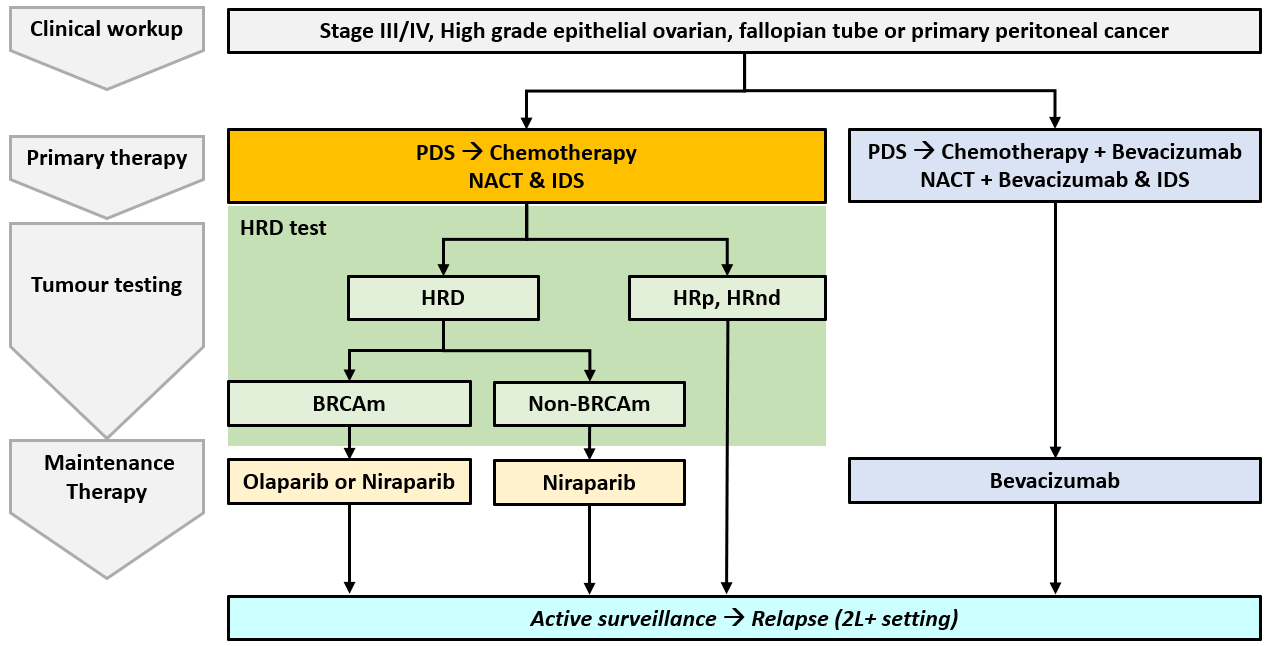 Clinical workup
Stage III/IV, High grade epithelial ovarian, fallopian tube or primary peritoneal cancer
Primary therapy
PDS → Chemotherapy
NACT & IDS
PDS → Chemotherapy + Bevacizumab
NACT + Bevacizumab & IDS
Tumour testing
HRD test
HRD
HRp, HRnd
BRCAm
Non-BRCAm
Maintenance
Therapy
Olaparib or Niraparib
Niraparib
Bevacizumab
Active surveillance → Relapse (2L+ setting)